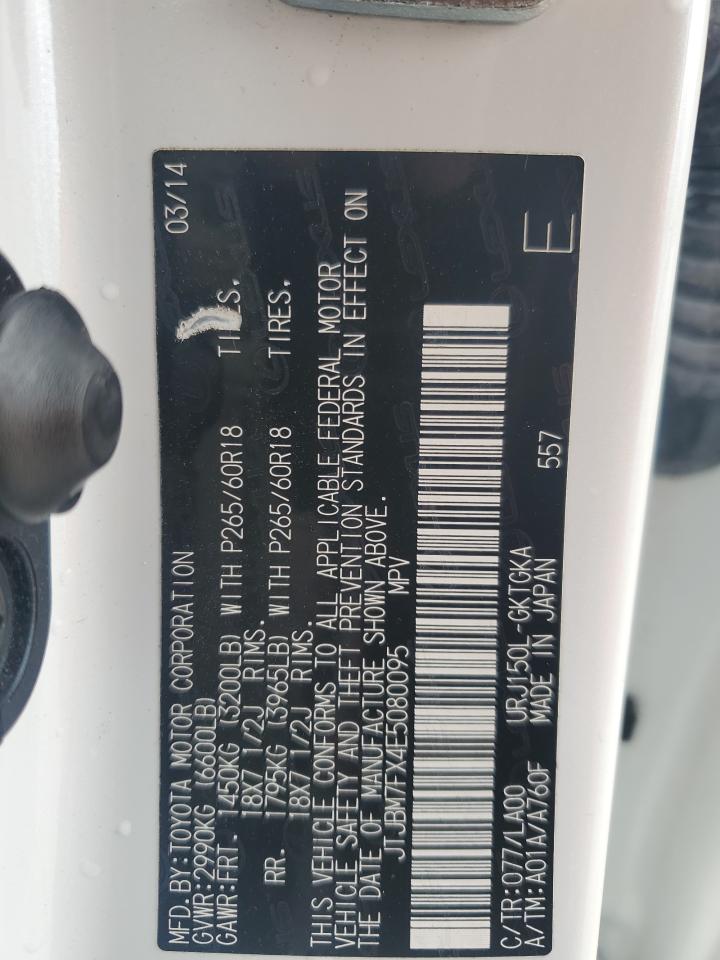 MFD.BY:TOYOTA MOTOR CORPORATION 03/14
GVWR:2990KG (6600LB)
GAWR:FRT. 1450KG (3200LB) WITH P265/60R18
18X7 1/2J RIMS.
RR. 1795KG (3965LB) WITH P265/60R18 TIRES.
18X7 1/2J RIMS.
THIS VEHICLE CONFORMS TO ALL APPLICABLE FEDERAL MOTOR
VEHICLE SAFETY AND THEFT PREVENTION STANDARDS IN EFFECT ON
THE DATE OF MANUFACTURE SHOWN ABOVE.
JTJBM7FX4E5080095 MPV
C/TR:077/LA00 URJ150L-GKTGKA
A/TM:A01A/A760F MADE IN JAPAN 557 E